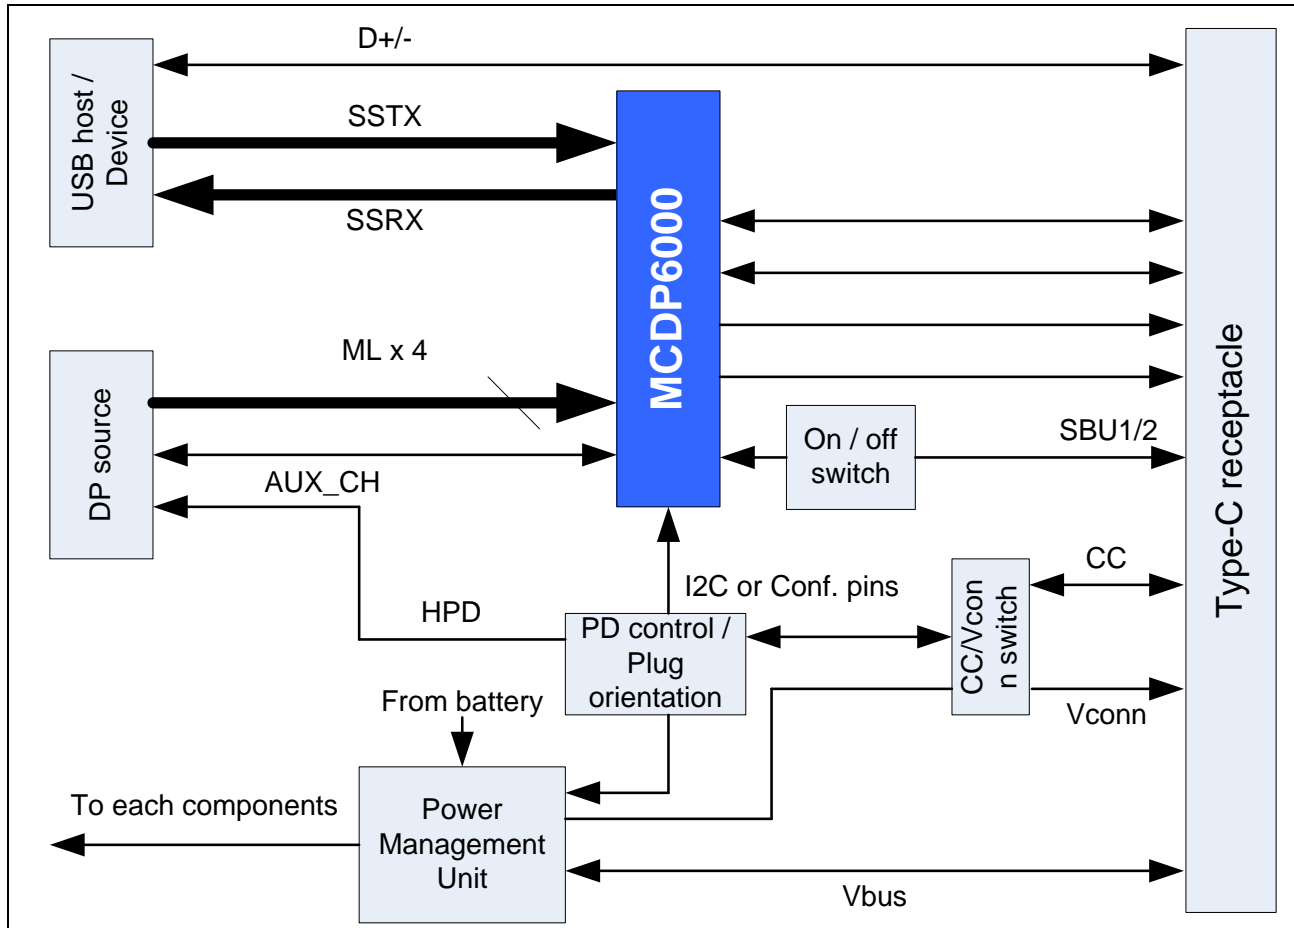 D+/-
USB host /
Device
SSTX
SSRX
MCDP6000
Type-C receptacle
ML x 4
DP source
AUX_CH
On / off
switch
SBU1/2
I2C or Conf. pins
CC
HPD
PD control /
Plug
orientation
CC/Vcon
n switch
Vconn
From battery
To each components
Power
Management
Unit
Vbus